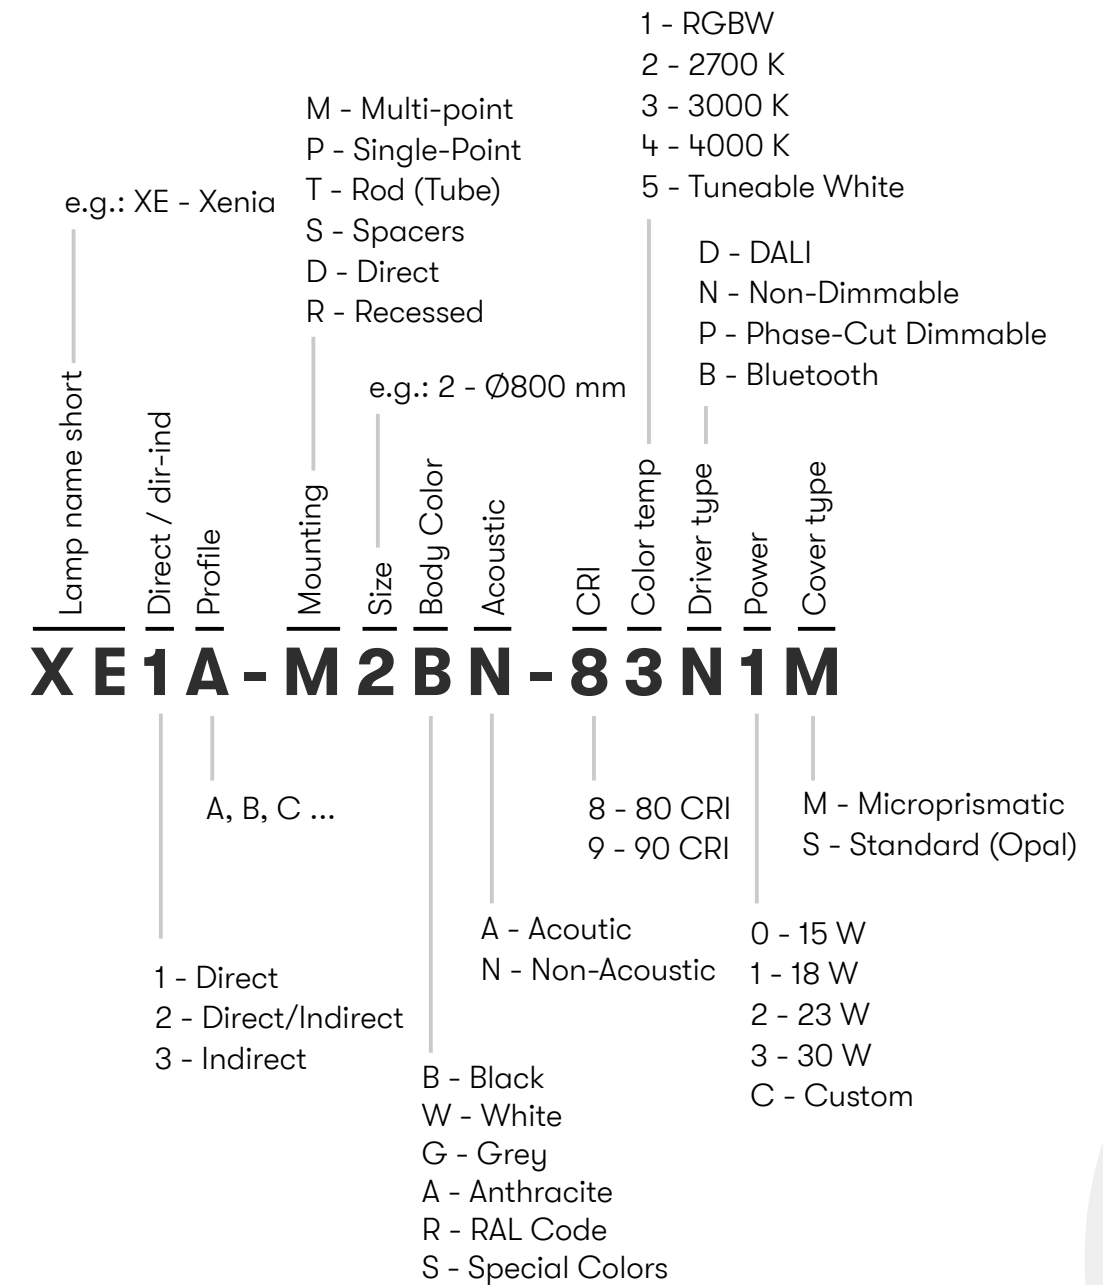 1 - RGBW
2 - 2700 K
3 - 3000 K
4 - 4000 K
5 - Tuneable White
M - Multi-point
P - Single-Point
T - Rod (Tube)
S - Spacers
D - Direct
R - Recessed
e.g.: XE - Xenia
D - DALI
N - Non-Dimmable
P - Phase-Cut Dimmable
B - Bluetooth
e.g.: 2 - Ø800 mm
Lamp name short
Direct / dir-ind
Profile
Mounting
Size
Body Color
Acoustic
CRI
Color temp
Driver type
Power
Cover type
XE1A-M2BN-83N1M
A, B, C ...
8 - 80 CRI
9 - 90 CRI
M - Microprismatic
S - Standard (Opal)
A - Acoutic
N - Non-Acoustic
0 - 15 W
1 - 18 W
2 - 23 W
3 - 30 W
C - Custom
1 - Direct
2 - Direct/Indirect
3 - Indirect
B - Black
W - White
G - Grey
A - Anthracite
R - RAL Code
S - Special Colors